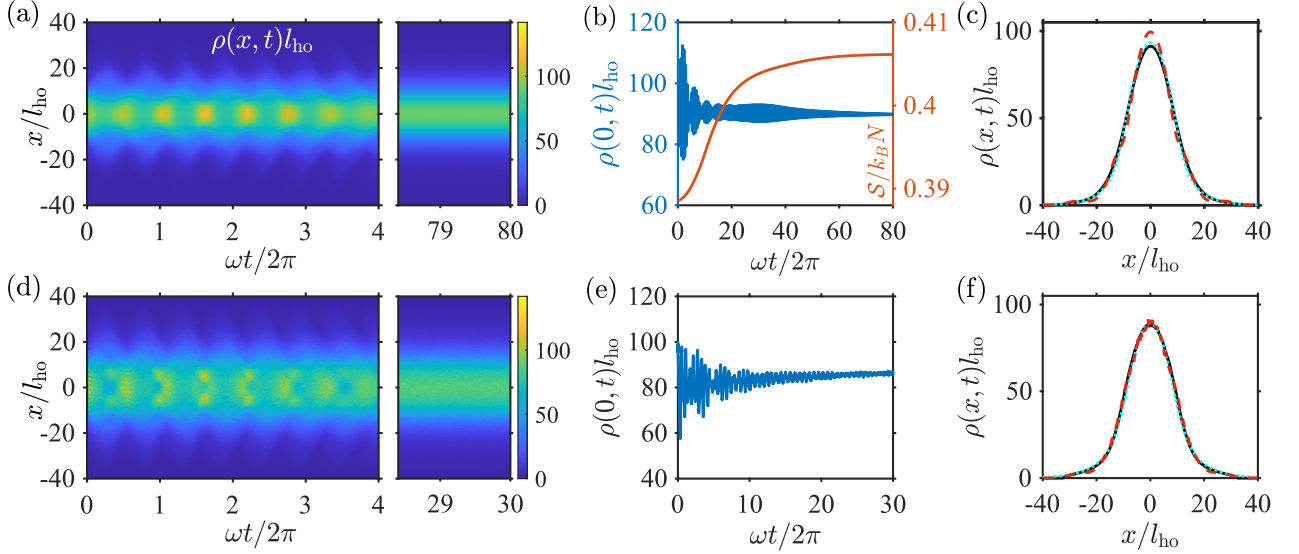 (a)
ρ(x, t)l_ho
x/l_ho
40
20
0
-20
-40
0 1 2 3 4
79 80
ωt/2π
100
50
0
(b)
ρ(0, t)l_ho
120
100
80
60
0 20 40 60 80
ωt/2π
0.41
0.4
0.39
S/k_B N
(c)
ρ(x, t)l_ho
100
50
0
-40 -20 0 20 40
x/l_ho
(d)
x/l_ho
40
20
0
-20
-40
0 1 2 3 4
29 30
ωt/2π
100
50
0
(e)
ρ(0, t)l_ho
120
100
80
60
40
0 10 20 30
ωt/2π
(f)
ρ(x, t)l_ho
100
50
0
-40 -20 0 20 40
x/l_ho